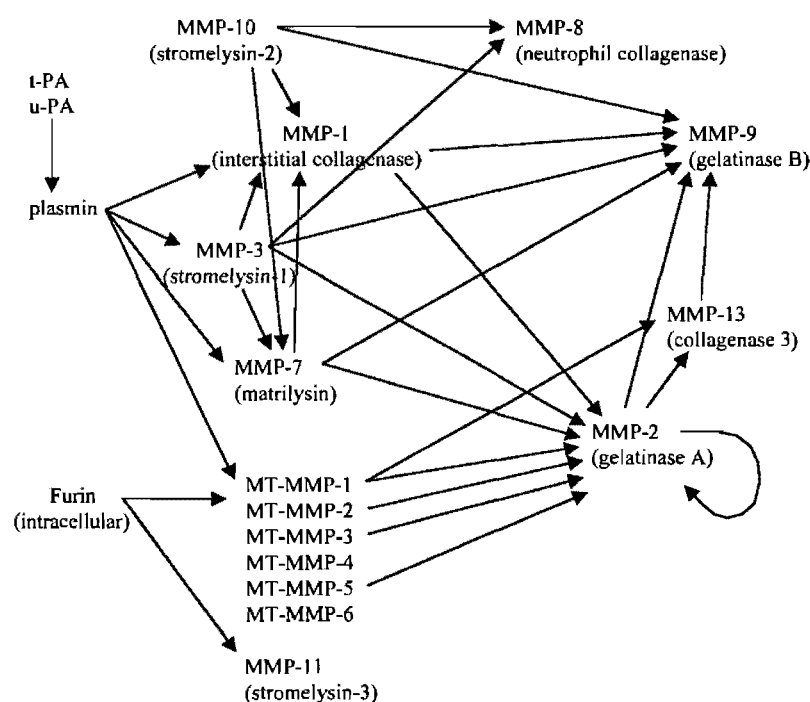 MMP-10
(stromelysin-2)
MMP-8
(neutrophil collagenase)
t-PA
u-PA
MMP-1
(interstitial collagenase)
MMP-9
(gelatinase B)
plasmin
MMP-3
(stromelysin-1)
MMP-13
(collagenase 3)
MMP-7
(matrilysin)
MMP-2
(gelatinase A)
Furin
(intracellular)
MT-MMP-1
MT-MMP-2
MT-MMP-3
MT-MMP-4
MT-MMP-5
MT-MMP-6
MMP-11
(stromelysin-3)